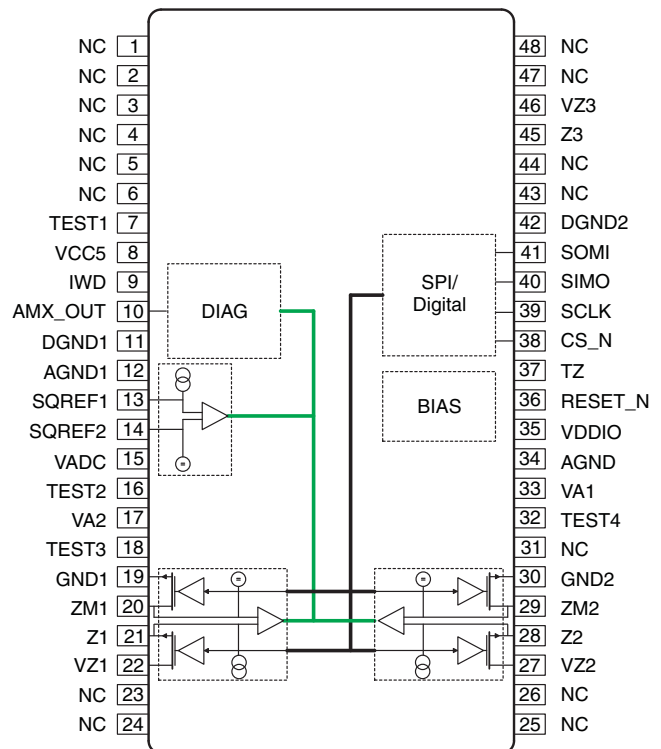 NC 1
NC 2
NC 3
NC 4
NC 5
NC 6
TEST1 7
VCC5 8
IWD 9
AMX_OUT 10
DGND1 11
AGND1 12
SQREF1 13
SQREF2 14
VADC 15
TEST2 16
VA2 17
TEST3 18
GND1 19
ZM1 20
Z1 21
VZ1 22
NC 23
NC 24
DIAG
SPI/
Digital
BIAS
=
=
=
=
48 NC
47 NC
46 VZ3
45 Z3
44 NC
43 NC
42 DGND2
41 SOMI
40 SIMO
39 SCLK
38 CS_N
37 TZ
36 RESET_N
35 VDDIO
34 AGND
33 VA1
32 TEST4
31 NC
30 GND2
29 ZM2
28 Z2
27 VZ2
26 NC
25 NC